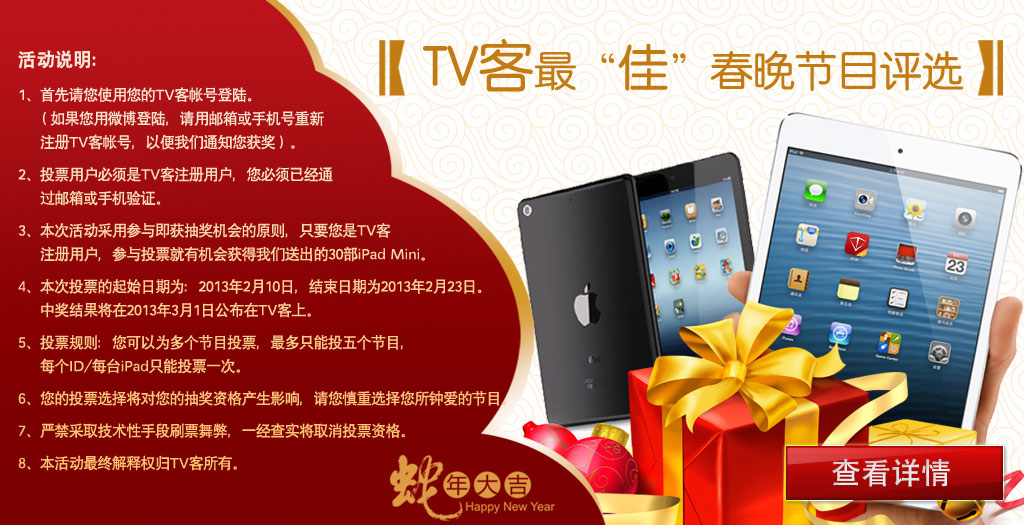 活动说明:
1、首先请您使用您的TV客帐号登陆。
（如果您用微博登陆，请用邮箱或手机号重新
注册TV客帐号，以便我们通知您获奖）。
2、投票用户必须是TV客注册用户，您必须已经通
过邮箱或手机验证。
3、本次活动采用参与即获抽奖机会的原则，只要您是TV客
注册用户，参与投票就有机会获得我们送出的30部iPad Mini。
4、本次投票的起始日期为：2013年2月10日，结束日期为2013年2月23日。
中奖结果将在2013年3月1日公布在TV客上。
5、投票规则：您可以为多个节目投票，最多只能投五个节目，
每个ID/每台iPad只能投票一次。
6、您的投票选择将对您的抽奖资格产生影响，请您慎重选择您所钟爱的节目
7、严禁采取技术性手段刷票舞弊，一经查实将取消投票资格。
8、本活动最终解释权归TV客所有。
蛇年大吉
Happy New Year
TV客最“佳”春晚节目评选
23
查看详情